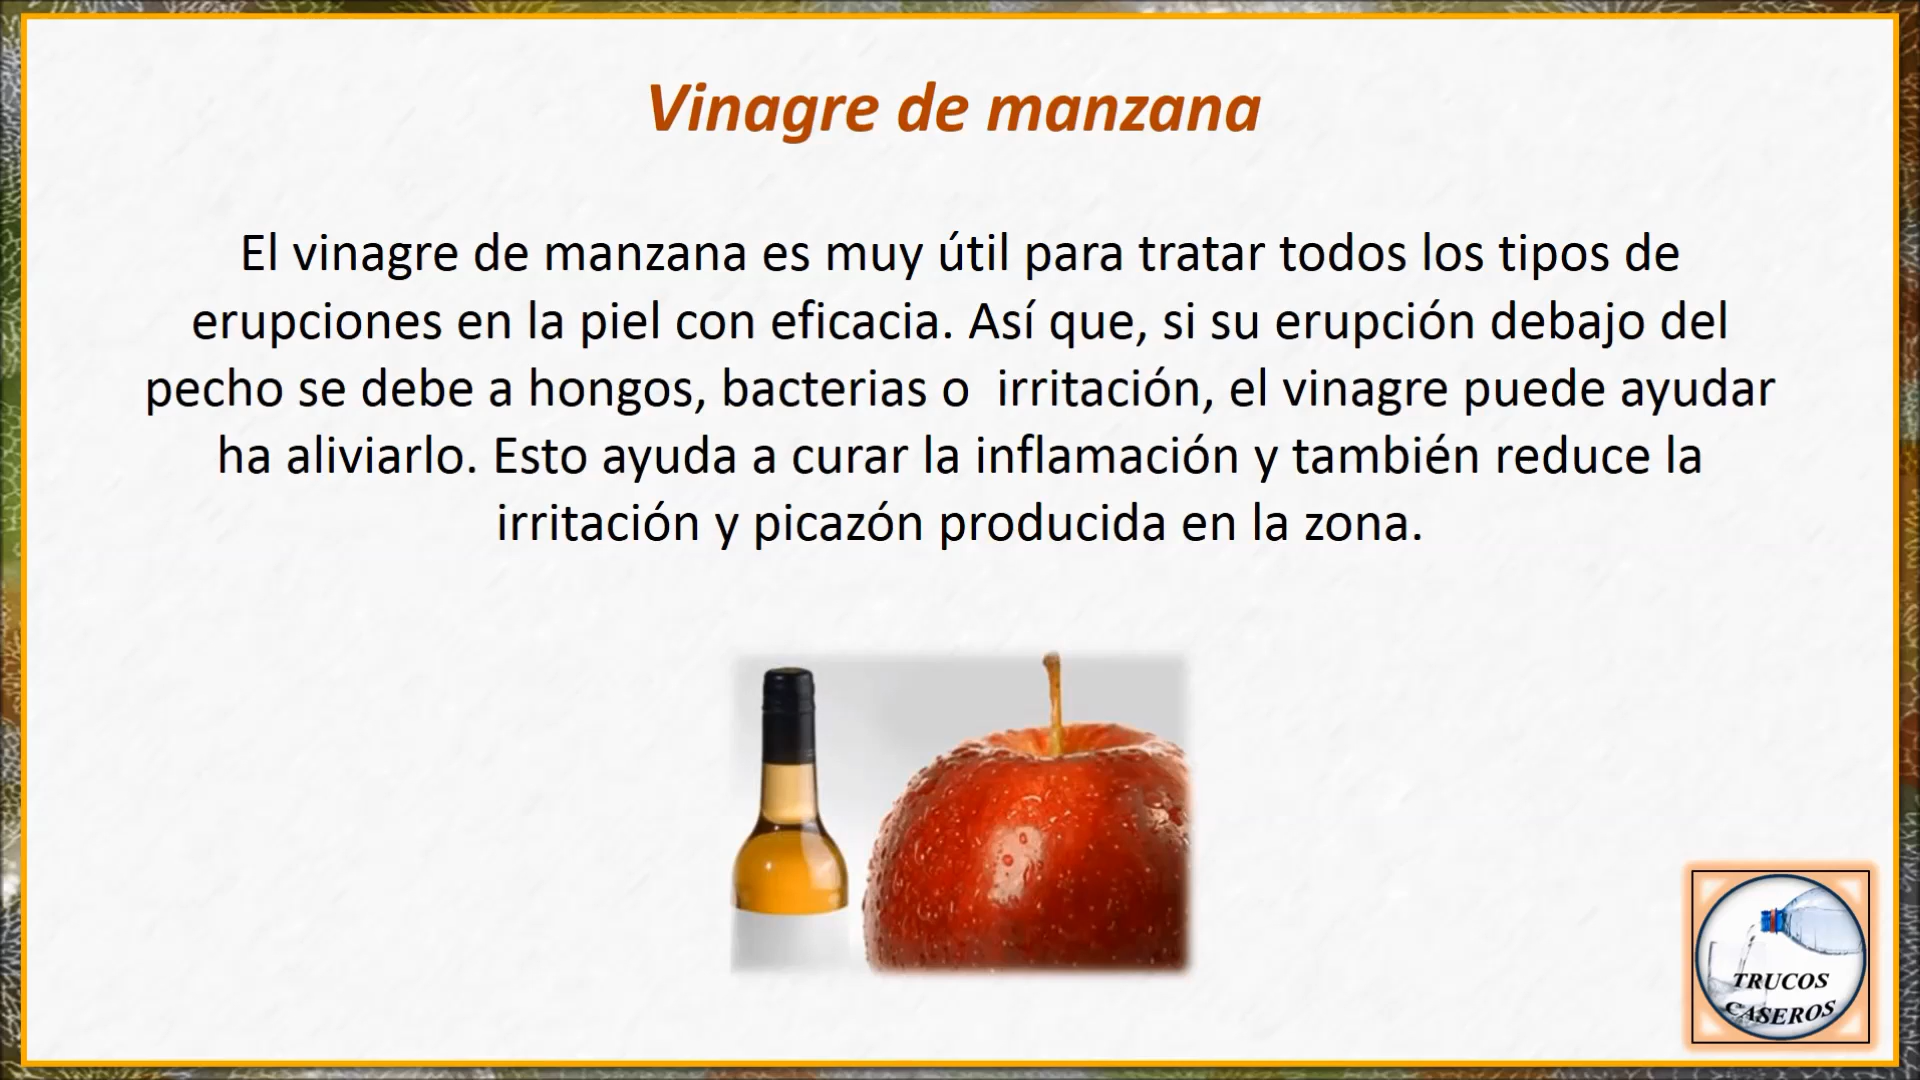 Vinagre de manzana
El vinagre de manzana es muy útil para tratar todos los tipos de
erupciones en la piel con eficacia. Así que, si su erupción debajo del
pecho se debe a hongos, bacterias o  irritación, el vinagre puede ayudar
ha aliviarlo. Esto ayuda a curar la inflamación y también reduce la
irritación y picazón producida en la zona.
TRUCOS
CASEROS